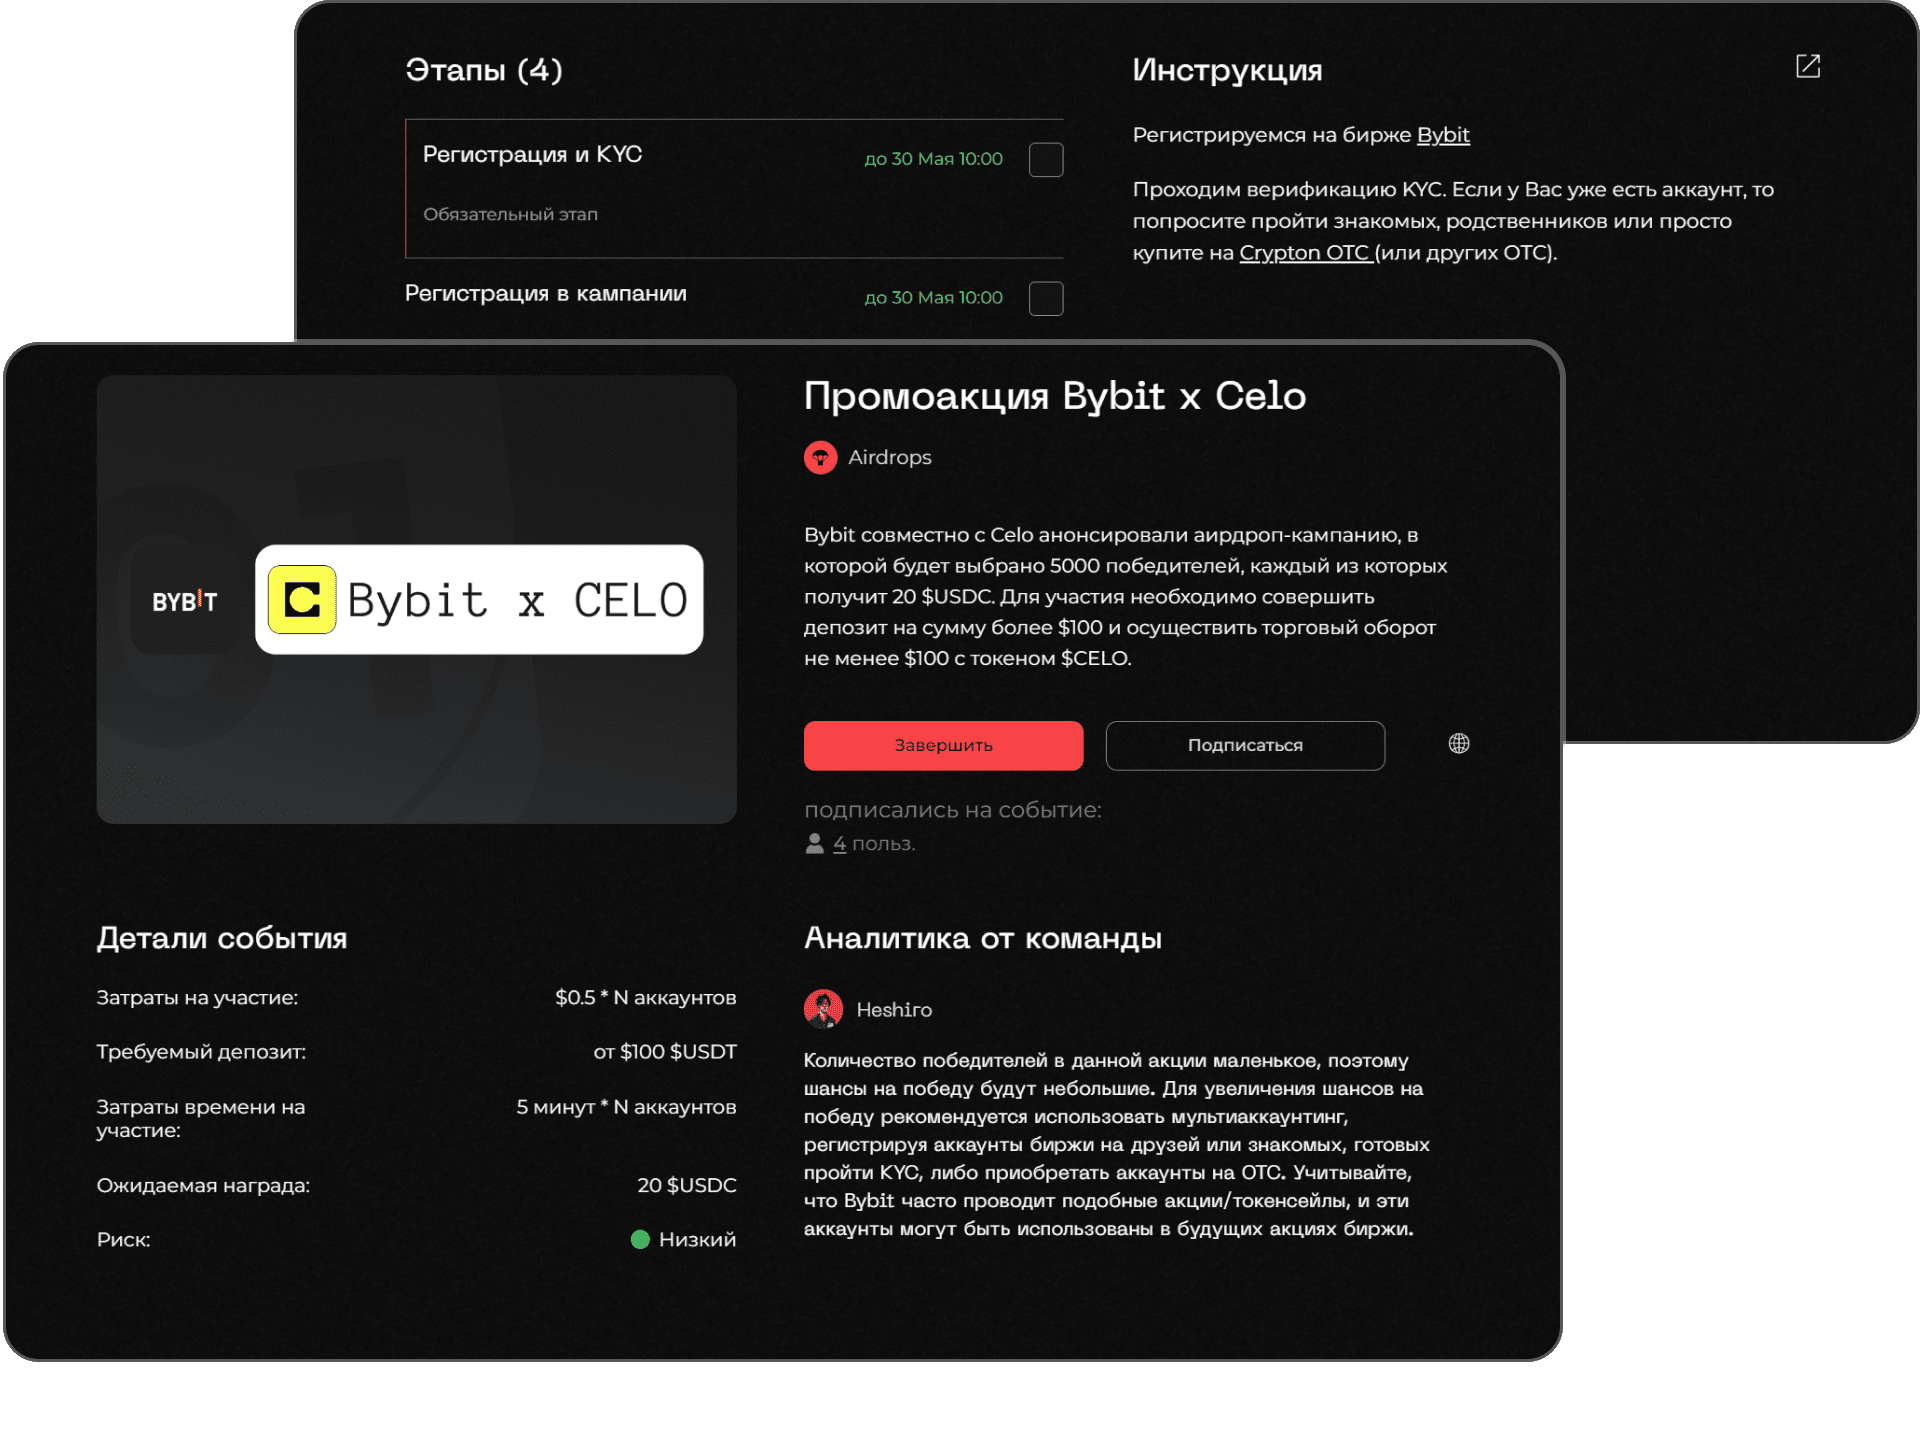 Этапы (4)
Регистрация и KYC
до 30 Мая 10:00
Обязательный этап
Регистрация в кампании
до 30 Мая 10:00
Инструкция
Регистрируемся на бирже Bybit
Проходим верификацию KYC. Если у Вас уже есть аккаунт, то
попросите пройти знакомых, родственников или просто
купите на Crypton OTC (или других OTC).
BYBIT
Bybit x CELO
Промоакция Bybit x Celo
Airdrops
Bybit совместно с Celo анонсировали аирдроп-кампанию, в
которой будет выбрано 5000 победителей, каждый из которых
получит 20 $USDC. Для участия необходимо совершить
депозит на сумму более $100 и осуществить торговый оборот
не менее $100 с токеном $CELO.
Завершить
Подписаться
подписались на событие:
4 польз.
Детали события
Затраты на участие:
$0.5 * N аккаунтов
Требуемый депозит:
от $100 $USDT
Затраты времени на
участие:
5 минут * N аккаунтов
Ожидаемая награда:
20 $USDC
Риск:
Низкий
Аналитика от команды
Heshiro
Количество победителей в данной акции маленькое, поэтому
шансы на победу будут небольшие. Для увеличения шансов на
победу рекомендуется использовать мультиаккаунтинг,
регистрируя аккаунты биржи на друзей или знакомых, готовых
пройти KYC, либо приобретать аккаунты на OTC. Учитывайте,
что Bybit часто проводит подобные акции/токенсейлы, и эти
аккаунты могут быть использованы в будущих акциях биржи.